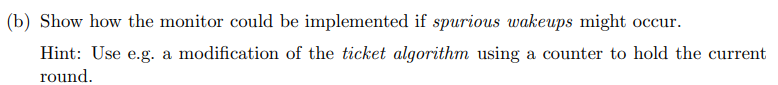 (b) Show how the monitor could be implemented if spurious wakeups might occur.
Hint: Use e.g. a modification of the ticket algorithm using a counter to hold the current
round.